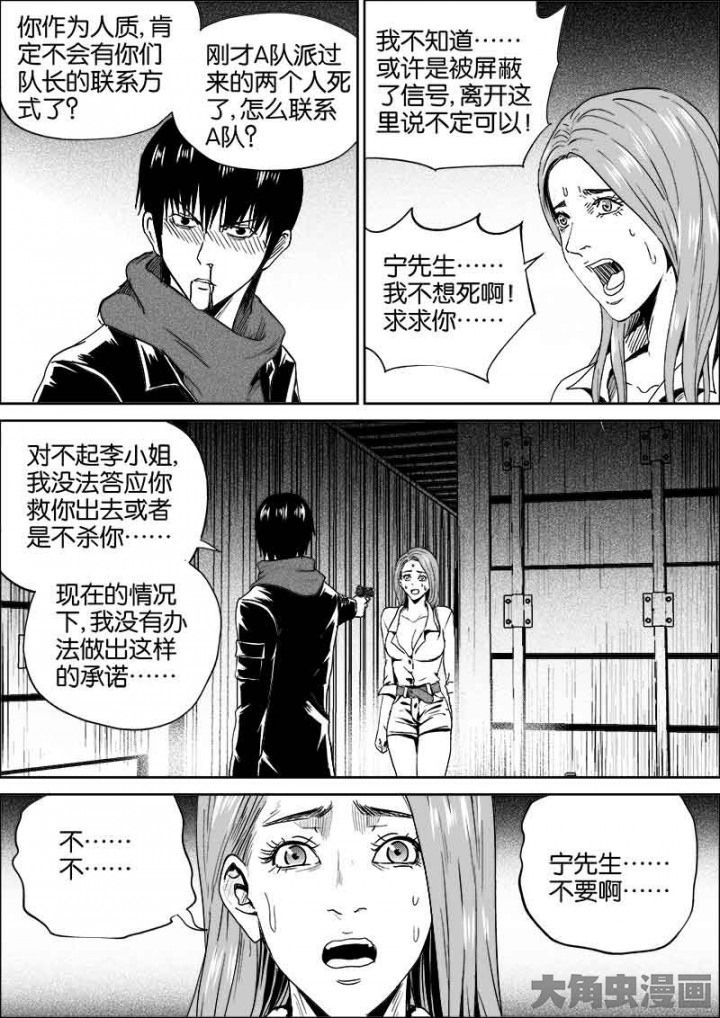 你作为人质,肯
定不会有你们
队长的联系方
式了?
刚才A队派过
来的两个人死
了,怎么联系
A队?
我不知道……
或许是被屏蔽
了信号,离开这
里说不定可以!
宁先生……
我不想死啊!
求求你……
对不起李小姐,
我没法答应你
救你出去或者
是不杀你……
现在的情况
下,我没有办
法做出这样
的承诺……
不……
不……
宁先生……
不要啊……
大角虫漫画